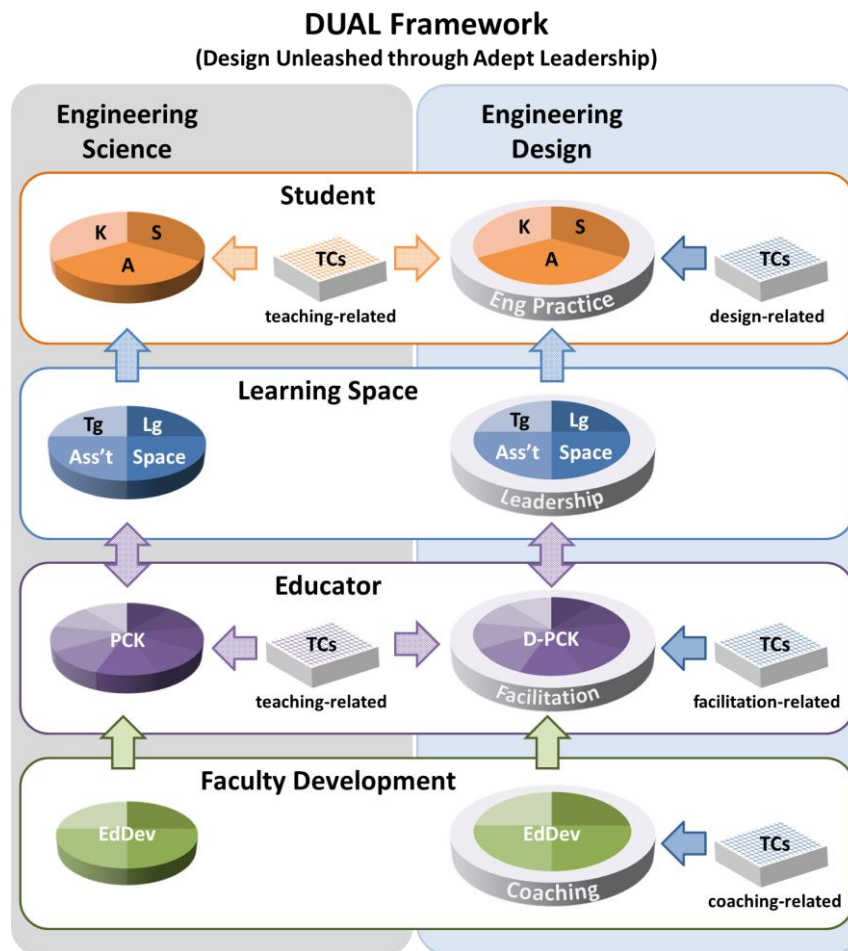 DUAL Framework
(Design Unleashed through Adept Leadership)
Engineering
Science
Engineering
Design
Student
K
S
A
TCs
teaching-related
K
S
A
Eng Practice
TCs
design-related
Learning Space
Tg
Lg
Ass't
Space
Tg
Lg
Ass't
Space
Leadership
Educator
PCK
TCs
teaching-related
D-PCK
Facilitation
TCs
facilitation-related
Faculty Development
EdDev
EdDev
Coaching
TCs
coaching-related